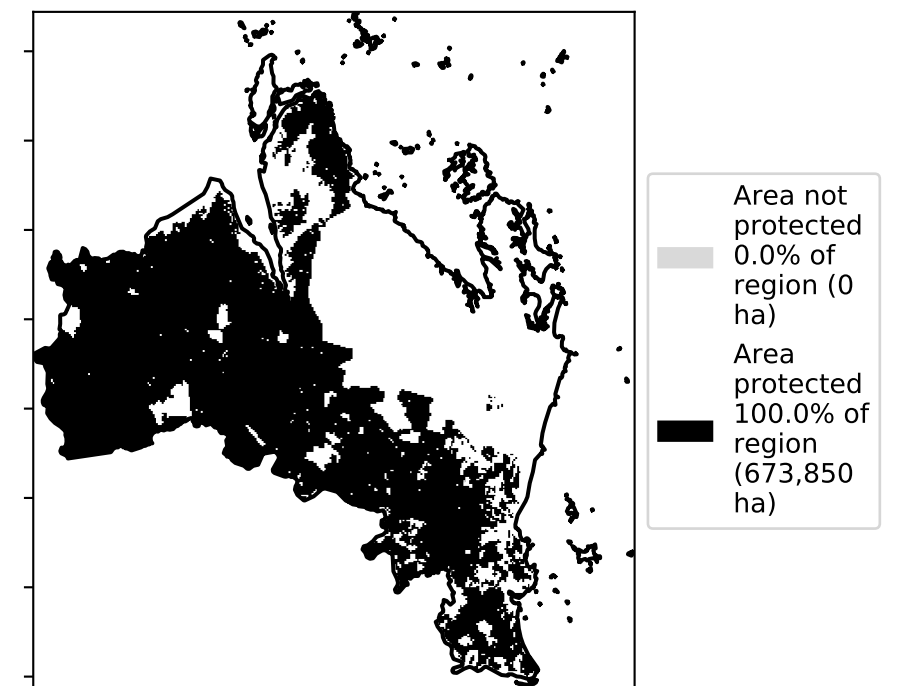 Area not
protected
0.0% of
region (0
ha)
Area
protected
100.0% of
region
(673,850
ha)